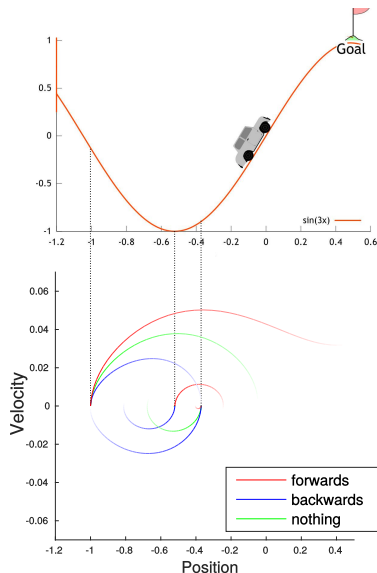 1
Goal
0.5
0
-0.5
sin(3x)
-1
-1.2 -1 -0.8 -0.6 -0.4 -0.2 0 0.2 0.4 0.6
0.06
0.04
0.02
Velocity
0
-0.02
-0.04
-0.06
forwards
backwards
nothing
-1.2 -1 -0.8 -0.6 -0.4 -0.2 0 0.2 0.4
Position